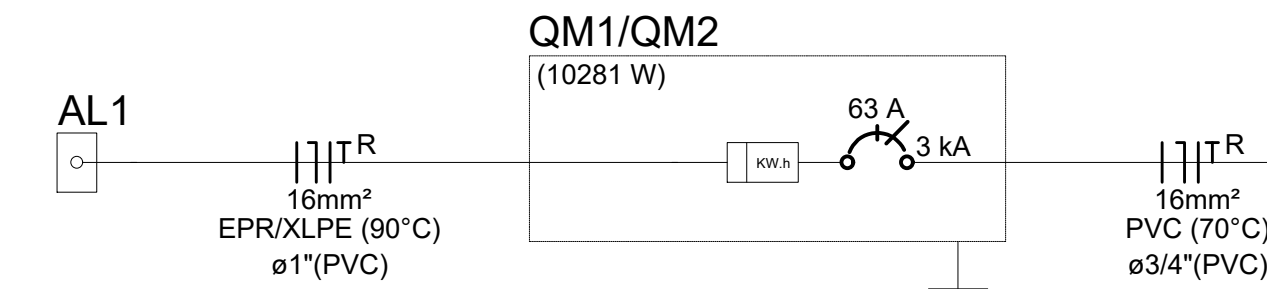 QM1/QM2
(10281 W)
AL1
63 A
3 kA
R
KW.h
R
16mm²
EPR/XLPE (90°C)
ø1"(PVC)
16mm²
PVC (70°C)
ø3/4"(PVC)